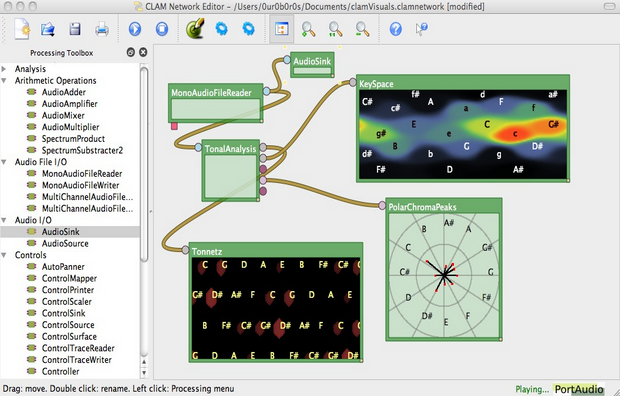 CLAM Network Editor – /Users/0ur0b0r0s/Documents/clamVisuals.clamnetwork [modified]
Processing Toolbox
Analysis
Arithmetic Operations
AudioAdder
AudioAmplifier
AudioMixer
AudioMultiplier
SpectrumProduct
SpectrumSubstracter2
Audio File I/O
MonoAudioFileReader
MonoAudioFileWriter
MultiChannelAudioFile...
MultiChannelAudioFile...
Audio I/O
AudioSink
AudioSource
Controls
AutoPanner
ControlMapper
ControlPrinter
ControlScaler
ControlSink
ControlSource
ControlSurface
ControlTraceReader
ControlTraceWriter
Controller
AudioSink
MonoAudioFileReader
TonalAnalysis
KeySpace
C# f# A d F a# 
c# a f
g# E e C c G#
B G D#
d# b g
F# D A#
PolarChromaPeaks
A#
B A
C G#
C# G
D F#
D# F
E
Tonnetz
C G D A E B F# C#
G# D# A# F C G D A E
B F# C# G# D# A# F C
G D A E B F# C# G#
Drag: move. Double click: rename. Left click: Processing menu
Playing... PortAudio